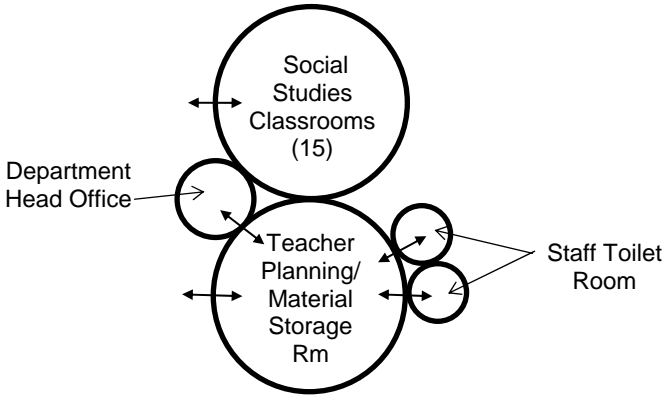 Social
Studies
Classrooms
(15)
Department
Head Office
Teacher
Planning/
Material
Storage
Rm
Staff Toilet
Room